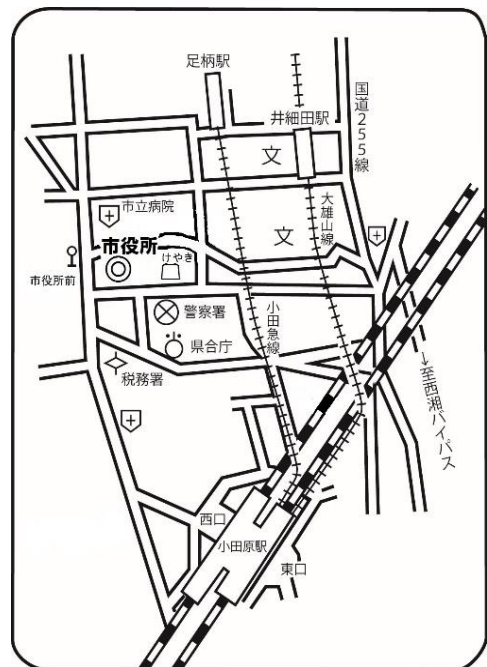 足柄駅
井細田駅
国道255線
文
大雄山線
市立病院
市役所
文
けやき
市役所前
警察署
小田急線
県合庁
税務署
→至西湘バイパス
西口
小田原駅
東口